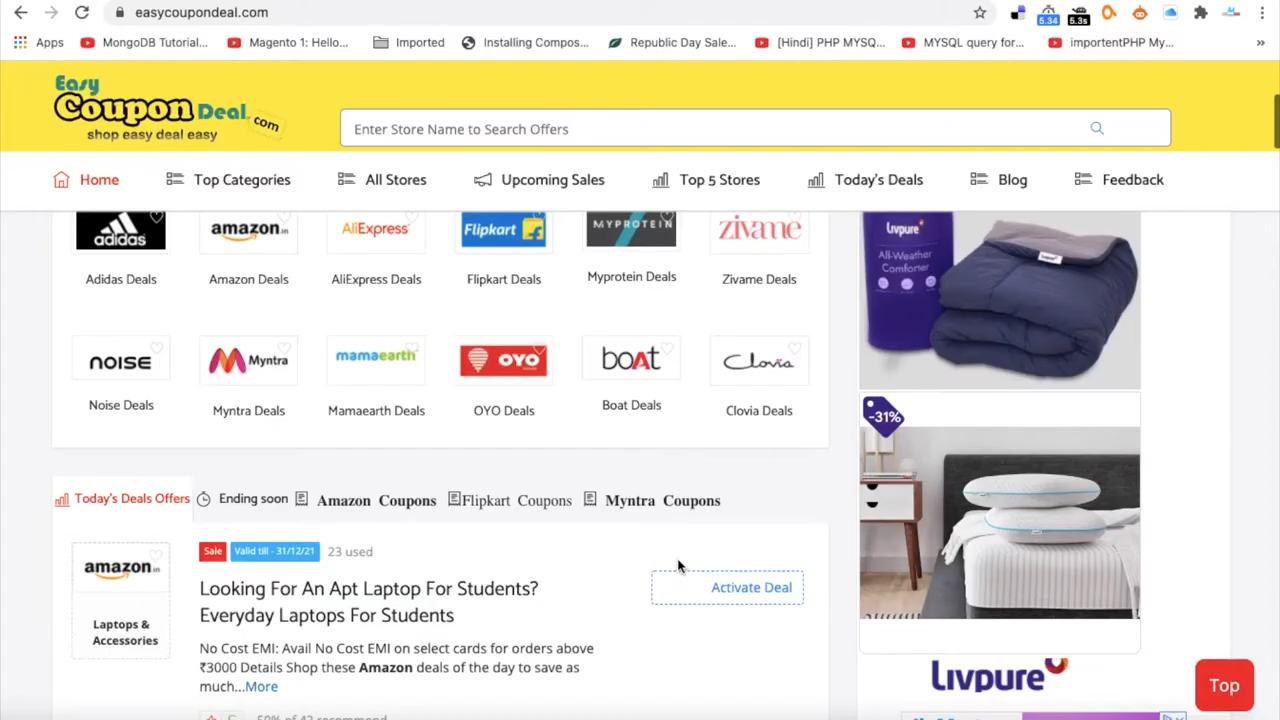 easycoupondeal.com
5.34
5.3s
Apps
MongoDB Tutorial...
Magento 1: Hello...
Imported
Installing Compos...
Republic Day Sale...
[Hindi] PHP MYSQ...
MYSQL query for...
importentPHP My...
»
Easy
Coupon Deal
.com
shop easy deal easy
Enter Store Name to Search Offers
Home
Top Categories
All Stores
Upcoming Sales
Top 5 Stores
Today's Deals
Blog
Feedback
adidas
amazon.in
AliExpress
Flipkart
MYPROTEIN
zivame
Adidas Deals
Amazon Deals
AliExpress Deals
Flipkart Deals
Myprotein Deals
Zivame Deals
noise
Myntra
mamaearth
OYO
boAt
Clovia
Noise Deals
Myntra Deals
Mamaearth Deals
OYO Deals
Boat Deals
Clovia Deals
Livpure
All-Weather
Comforter
Livpure
-31%
Livpure
Today's Deals Offers
Ending soon
Amazon Coupons
Flipkart Coupons
Myntra Coupons
amazon.in
Laptops &
Accessories
Sale
Valid till - 31/12/21
23 used
Looking For An Apt Laptop For Students?
Everyday Laptops For Students
Activate Deal
No Cost EMI: Avail No Cost EMI on select cards for orders above
₹3000 Details Shop these Amazon deals of the day to save as
much...More
Top